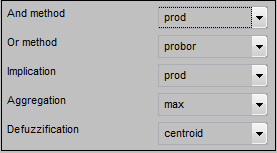 And method prod
Or method probor
Implication prod
Aggregation max
Defuzzification centroid